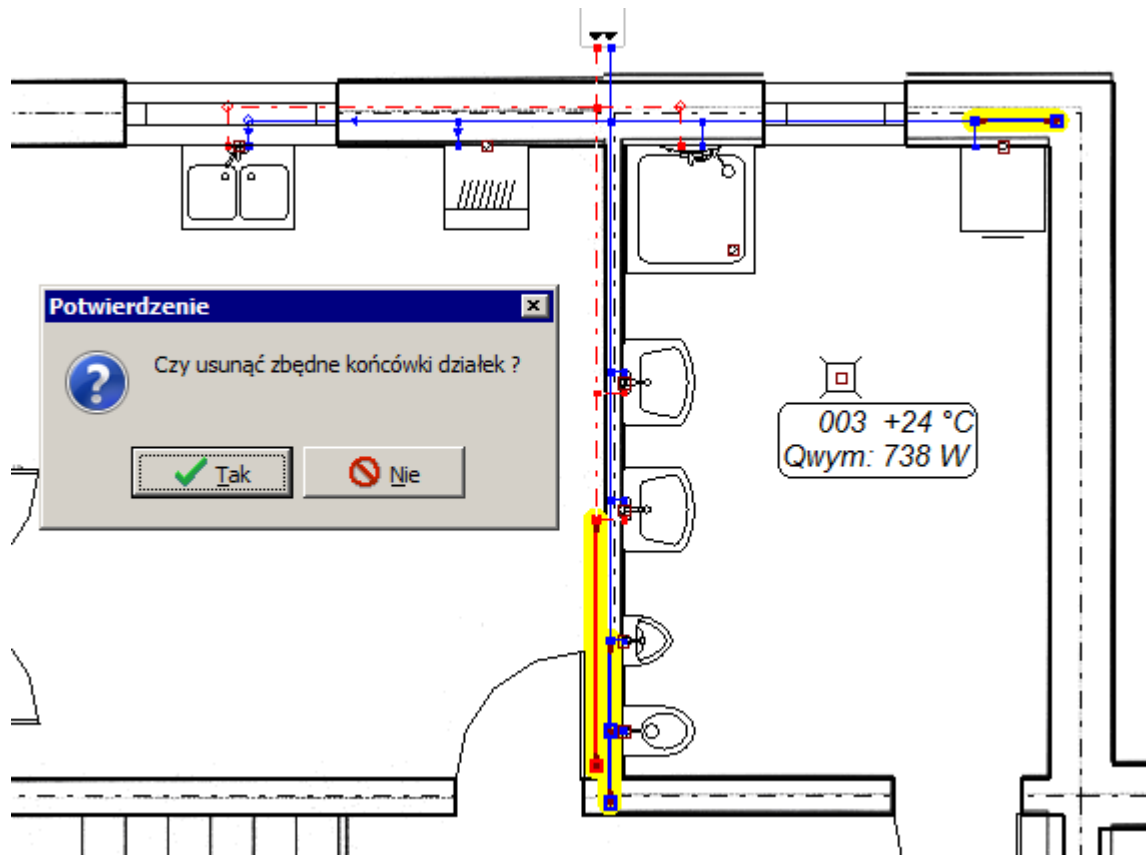 Potwierdzenie
Czy usunąć zbędne końcówki działek ?
Tak
Nie
003 +24 °C
Qwym: 738 W